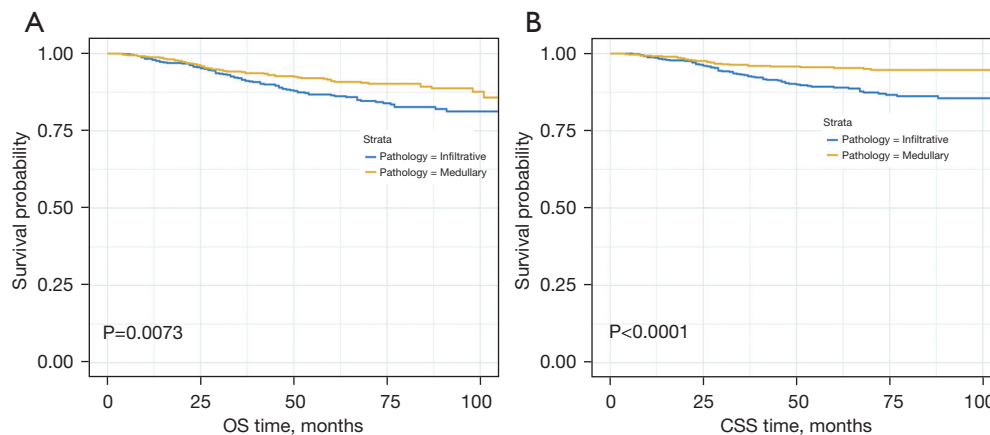 A
Survival probability
1.00
0.75
0.50
0.25
0.00
Strata
Pathology = Infiltrative
Pathology = Medullary
P=0.0073
0 25 50 75 100
OS time, months
B
Survival probability
1.00
0.75
0.50
0.25
0.00
Strata
Pathology = Infiltrative
Pathology = Medullary
P<0.0001
0 25 50 75 100
CSS time, months